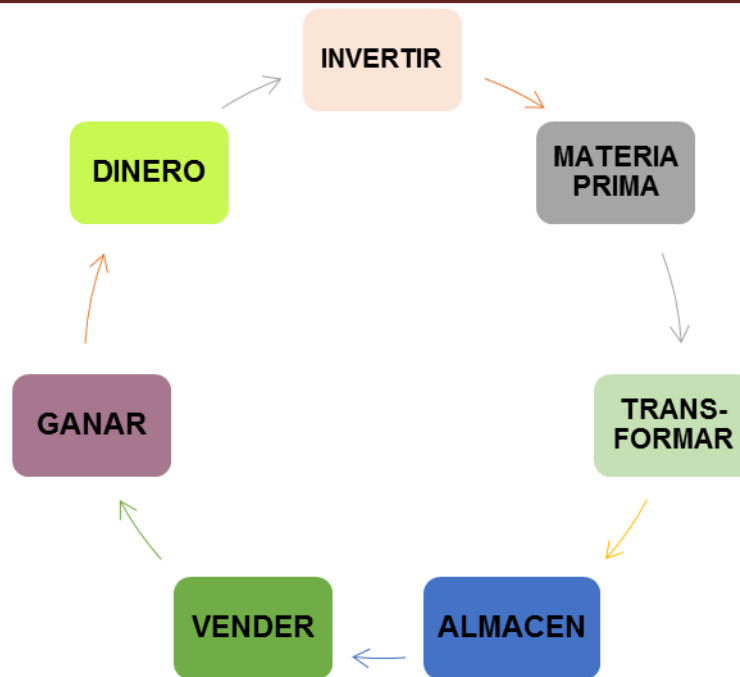 INVERTIR
MATERIA
PRIMA
TRANS-
FORMAR
ALMACEN
VENDER
GANAR
DINERO